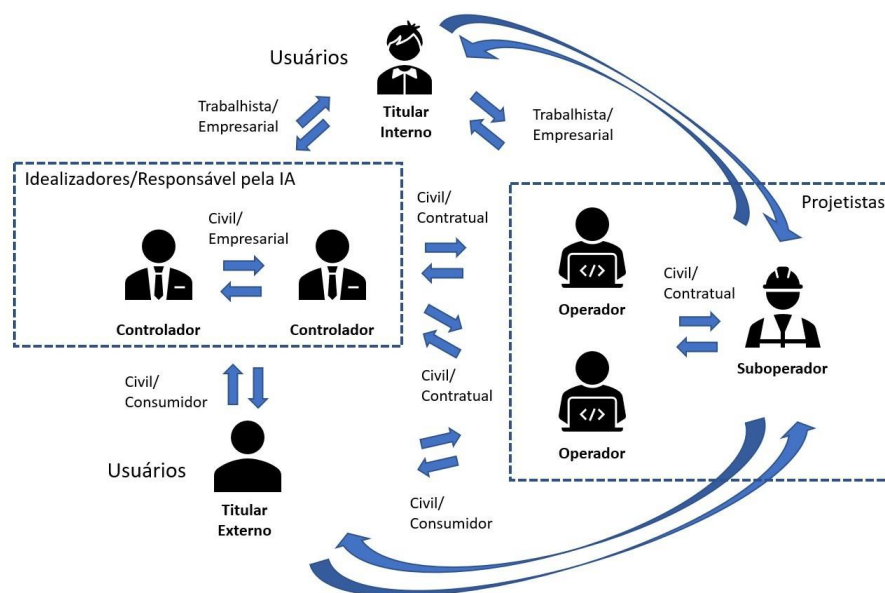 Usuários
Titular
Interno
Trabalhista/
Empresarial
Trabalhista/
Empresarial
Idealizadores/Responsável pela IA
Civil/
Empresarial
Controlador
Controlador
Civil/
Contratual
Projetistas
Operador
Civil/
Contratual
Suboperador
Operador
Civil/
Contratual
Civil/
Consumidor
Usuários
Titular
Externo
Civil/
Consumidor